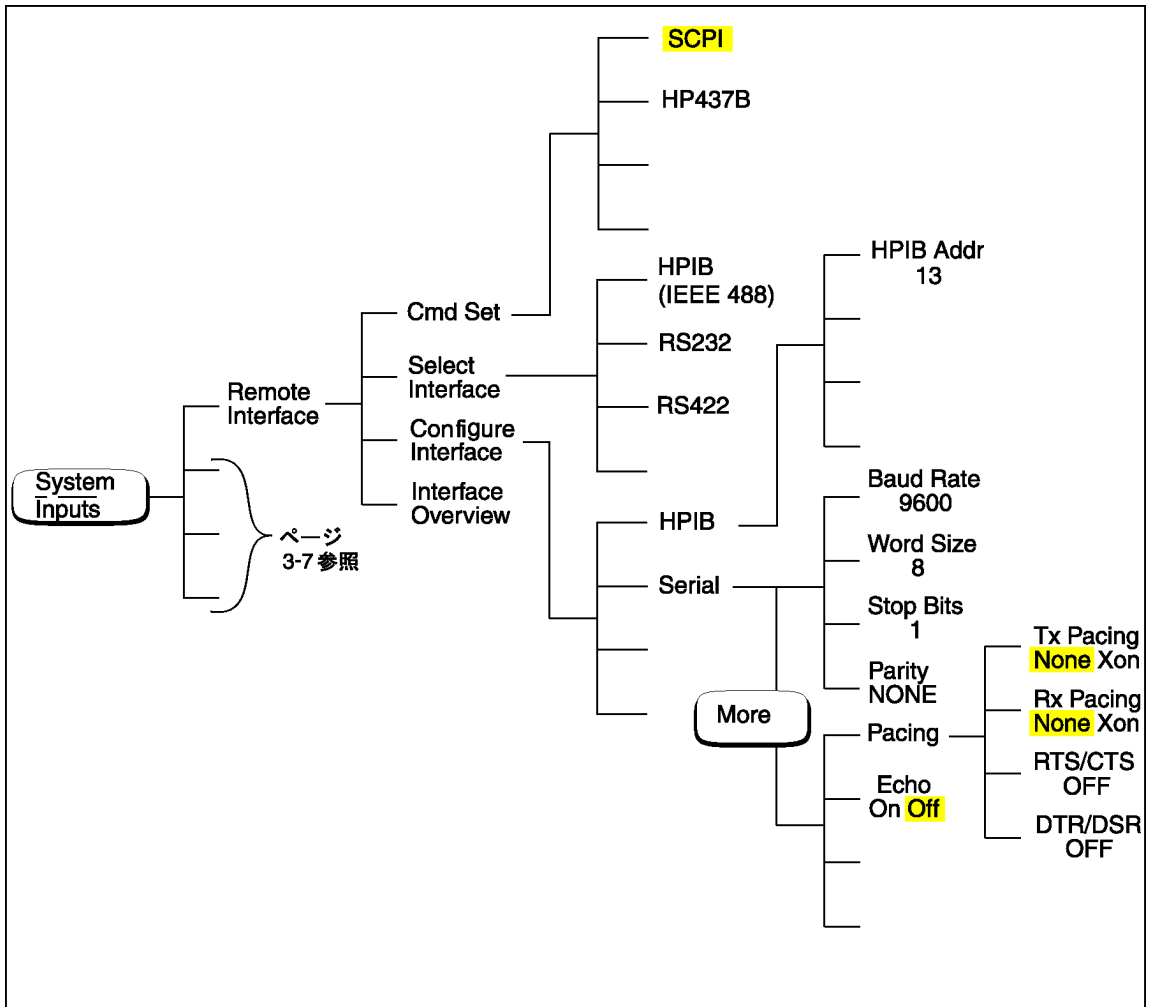 SCPI
HP437B
HPIB
(IEEE 488)
RS232
RS422
HPIB Addr
13
Cmd Set
Select
Interface
Configure
Interface
Interface
Overview
Remote
Interface
System
Inputs
ページ
3-7 参照
HPIB
Serial
Baud Rate
9600
Word Size
8
Stop Bits
1
Parity
NONE
More
Pacing
Echo
On Off
Tx Pacing
None Xon
Rx Pacing
None Xon
RTS/CTS
OFF
DTR/DSR
OFF